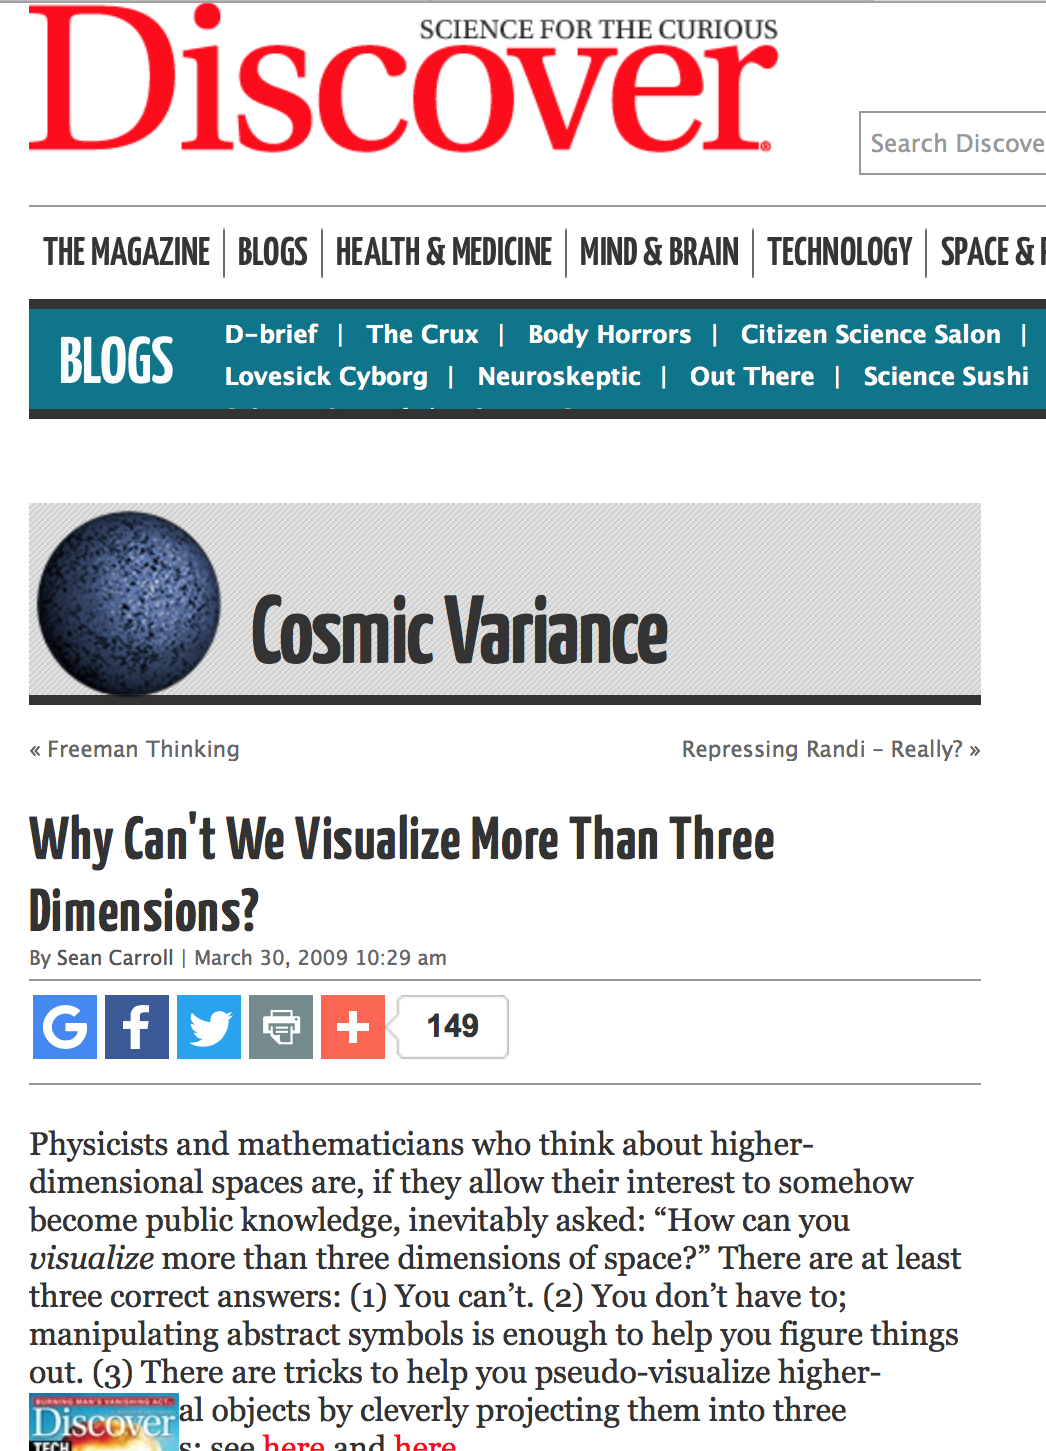 SCIENCE FOR THE CURIOUS
Discover®
Search Discove
THE MAGAZINE | BLOGS | HEALTH & MEDICINE | MIND & BRAIN | TECHNOLOGY | SPACE &
BLOGS
D-brief | The Crux | Body Horrors | Citizen Science Salon |
Lovesick Cyborg | Neuroskeptic | Out There | Science Sushi
Cosmic Variance
« Freeman Thinking
Repressing Randi – Really? »
Why Can't We Visualize More Than Three
Dimensions?
By Sean Carroll | March 30, 2009 10:29 am
149
Physicists and mathematicians who think about higher-
dimensional spaces are, if they allow their interest to somehow
become public knowledge, inevitably asked: “How can you
visualize more than three dimensions of space?” There are at least
three correct answers: (1) You can’t. (2) You don’t have to;
manipulating abstract symbols is enough to help you figure things
out. (3) There are tricks to help you pseudo-visualize higher-
al objects by cleverly projecting them into three
s: see here and here.
BURNING MAN'S VANISHING ACT
Discover
TECH